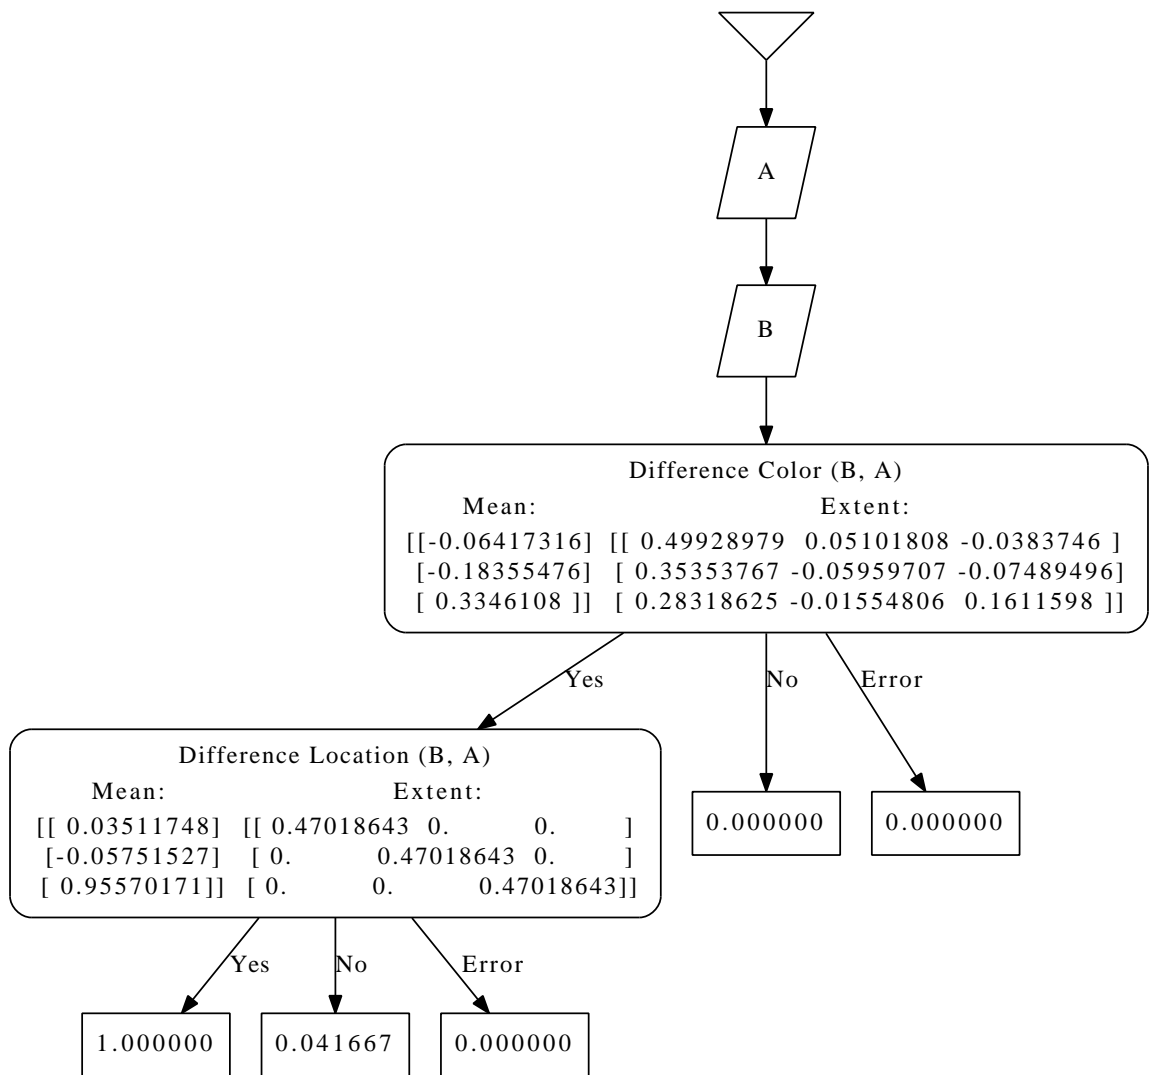 A
B
Difference Color (B, A)
Mean: Extent:
[[-0.06417316] [[ 0.49928979 0.05101808 -0.0383746 ]
[-0.18355476] [ 0.35353767 -0.05959707 -0.07489496]
[ 0.3346108 ]] [ 0.28318625 -0.01554806 0.1611598 ]]
Yes No Error
Difference Location (B, A)
Mean: Extent:
[[ 0.03511748] [[ 0.47018643 0. 0. ]
[-0.05751527] [ 0. 0.47018643 0. ]
[ 0.95570171]] [ 0. 0. 0.47018643]]
0.000000 0.000000
Yes No Error
1.000000 0.041667 0.000000